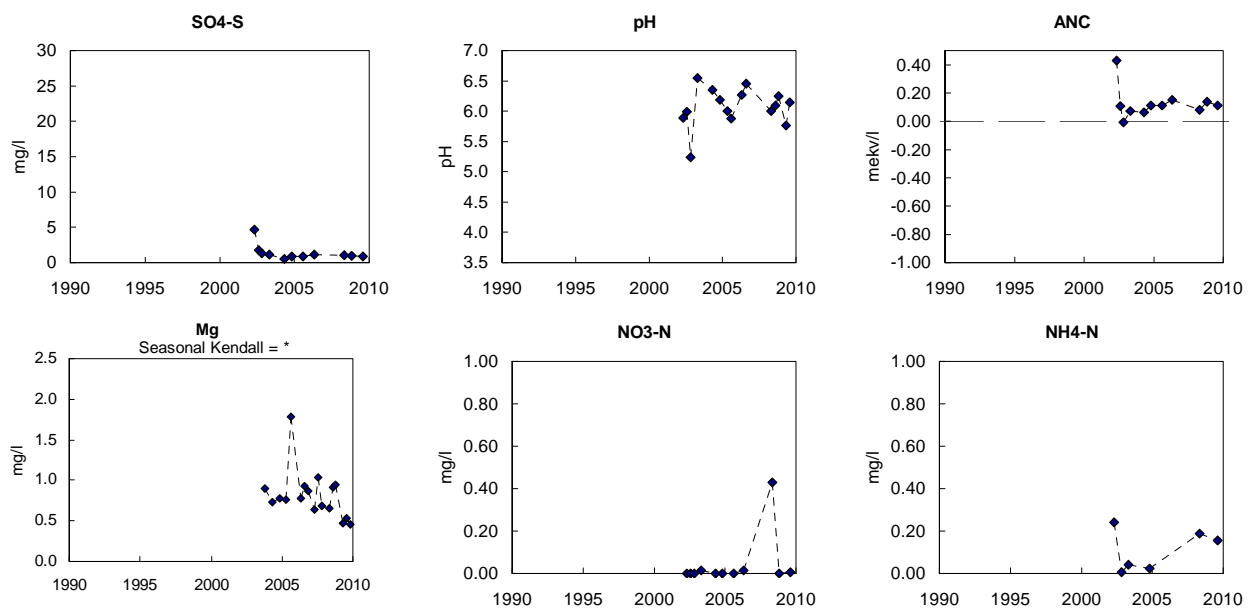 SO4-S
30
25
20
15
10
5
0
mg/l
1990 1995 2000 2005 2010
pH
7.0
6.5
6.0
5.5
5.0
4.5
4.0
3.5
pH
1990 1995 2000 2005 2010
ANC
0.40
0.20
0.00
-0.20
-0.40
-0.60
-0.80
-1.00
mekv/l
1990 1995 2000 2005 2010
Mg
Seasonal Kendall = *
2.5
2.0
1.5
1.0
0.5
0.0
mg/l
1990 1995 2000 2005 2010
NO3-N
1.00
0.80
0.60
0.40
0.20
0.00
mg/l
1990 1995 2000 2005 2010
NH4-N
1.00
0.80
0.60
0.40
0.20
0.00
mg/l
1990 1995 2000 2005 2010